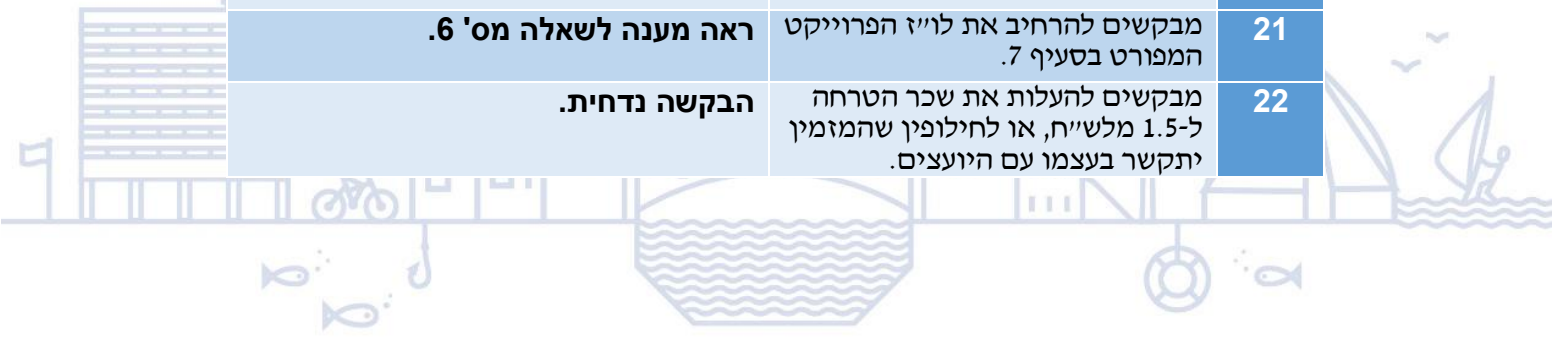 21
מבקשים להרחיב את לו״ז הפרוייקט
המפורט בסעיף 7.
ראה מענה לשאלה מס' 6.
22
מבקשים להעלות את שכר הטרחה
ל-1.5 מלש״ח, או לחילופין שהמזמין
יתקשר בעצמו עם היועצים.
הבקשה נדחית.